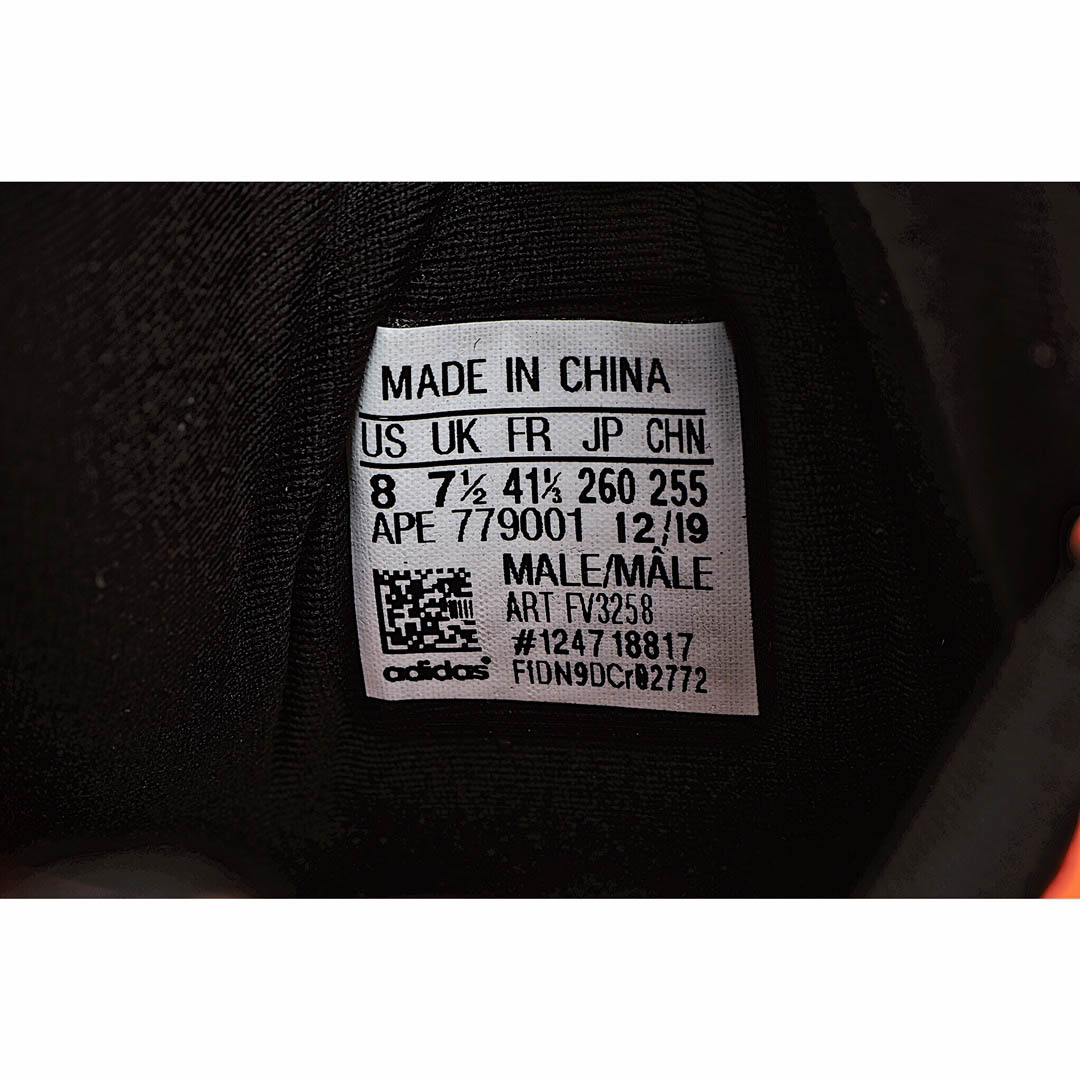 MADE IN CHINA
US UK FR JP CHN
8 7½ 41⅓ 260 255
APE 779001 12/19
MALE/MÂLE
ART FV3258
#124718817
F1DN9DCr02772
adidas